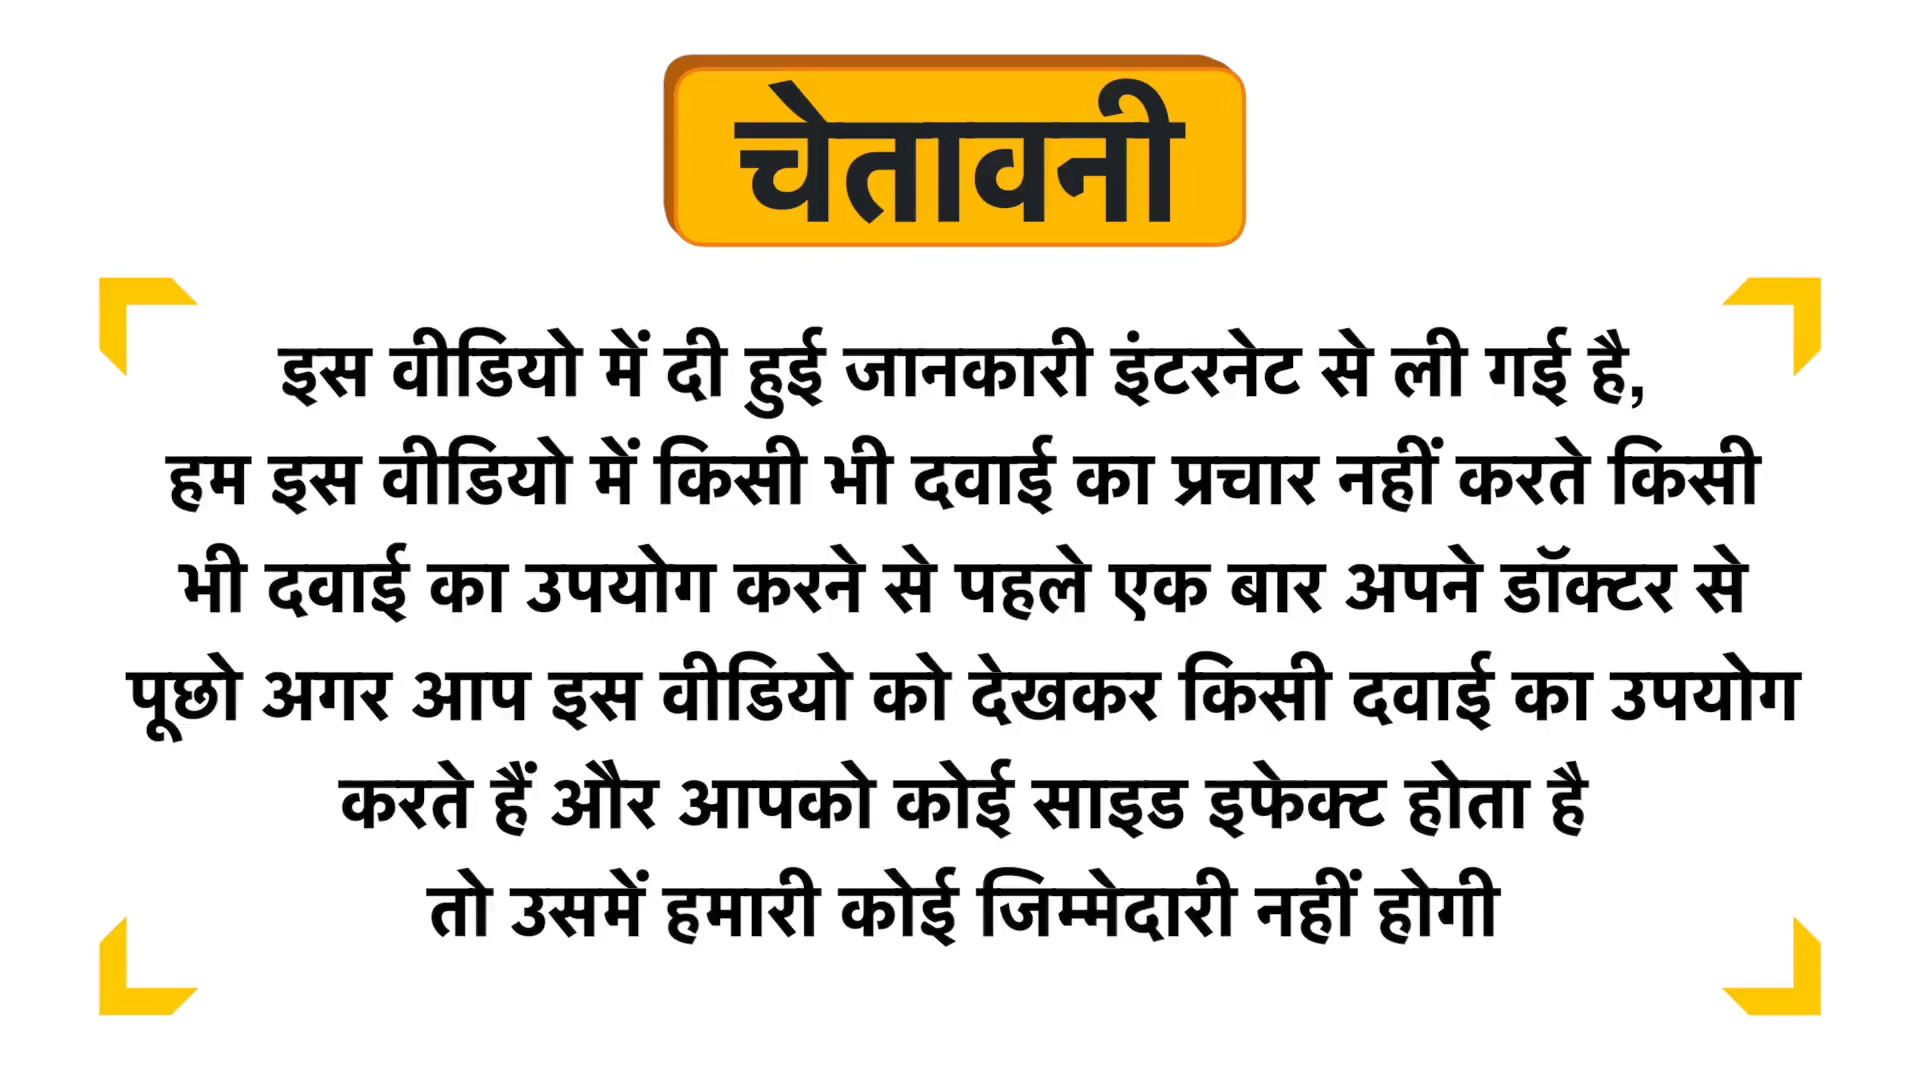 चेतावनी
इस वीडियो में दी हुई जानकारी इंटरनेट से ली गई है,
हम इस वीडियो में किसी भी दवाई का प्रचार नहीं करते किसी
भी दवाई का उपयोग करने से पहले एक बार अपने डॉक्टर से
पूछो अगर आप इस वीडियो को देखकर किसी दवाई का उपयोग
करते हैं और आपको कोई साइड इफेक्ट होता है
तो उसमें हमारी कोई जिम्मेदारी नहीं होगी